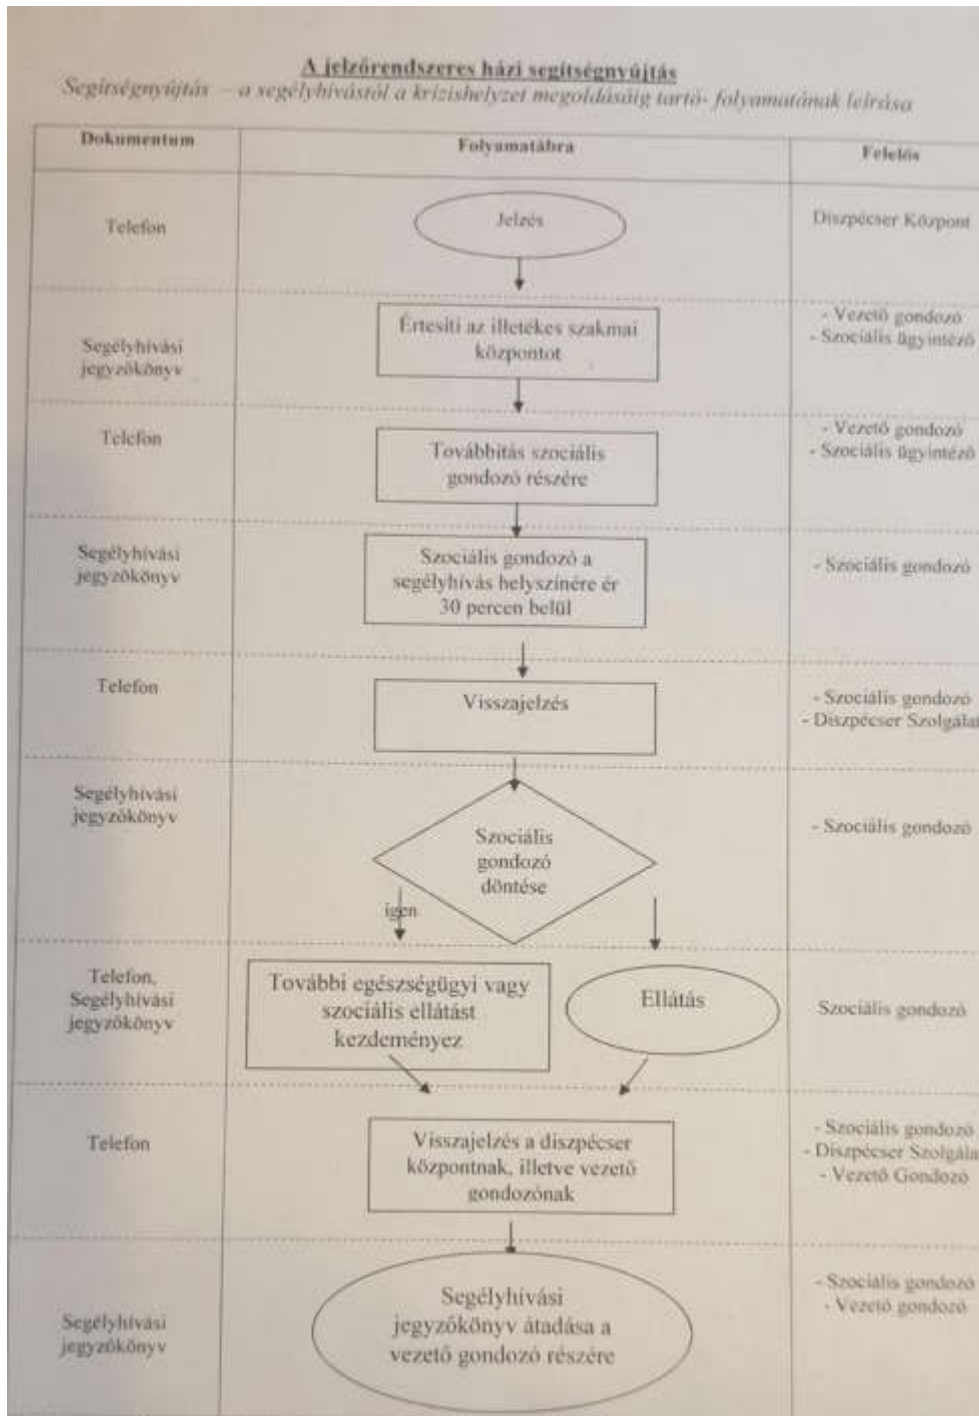 A jelzőrendszeres házi segítségnyújtás
Segítségnyújtás – a segélyhívástól a krízishelyzet megoldásáig tartó- folyamatának leírása
Dokumentum
Folyamatábra
Felelős
Telefon
Jelzés
Diszpécser Központ
Segélyhívási
jegyzőkönyv
Értesíti az illetékes szakmai
központot
- Vezető gondozó
- Szociális ügyintéző
Telefon
Továbbítás szociális
gondozó részére
- Vezető gondozó
- Szociális ügyintéző
Segélyhívási
jegyzőkönyv
Szociális gondozó a
segélyhívás helyszínére ér
30 percen belül
- Szociális gondozó
Telefon
Visszajelzés
- Szociális gondozó
- Diszpécser Szolgálat
Segélyhívási
jegyzőkönyv
Szociális
gondozó
döntése
igen
- Szociális gondozó
Telefon,
Segélyhívási
jegyzőkönyv
További egészségügyi vagy
szociális ellátást
kezdeményez
Ellátás
Szociális gondozó
Telefon
Visszajelzés a diszpécser
központnak, illetve vezető
gondozónak
- Szociális gondozó
- Diszpécser Szolgála
- Vezető Gondozó
Segélyhívási
jegyzőkönyv
Segélyhívási
jegyzőkönyv átadása a
vezető gondozó részére
- Szociális gondozó
- Vezető gondozó